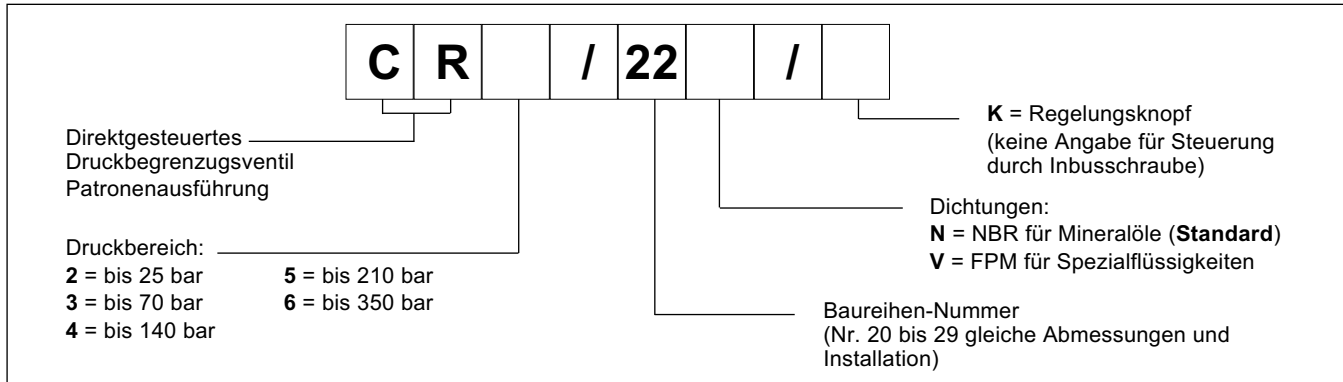 C R / 22 /
Direktgesteuertes
Druckbegrenzugsventil
Patronenausführung
Druckbereich:
2 = bis 25 bar
3 = bis 70 bar
4 = bis 140 bar
5 = bis 210 bar
6 = bis 350 bar
K = Regelungsknopf
(keine Angabe für Steuerung
durch Inbusschraube)
Dichtungen:
N = NBR für Mineralöle (Standard)
V = FPM für Spezialflüssigkeiten
Baureihen-Nummer
(Nr. 20 bis 29 gleiche Abmessungen und
Installation)